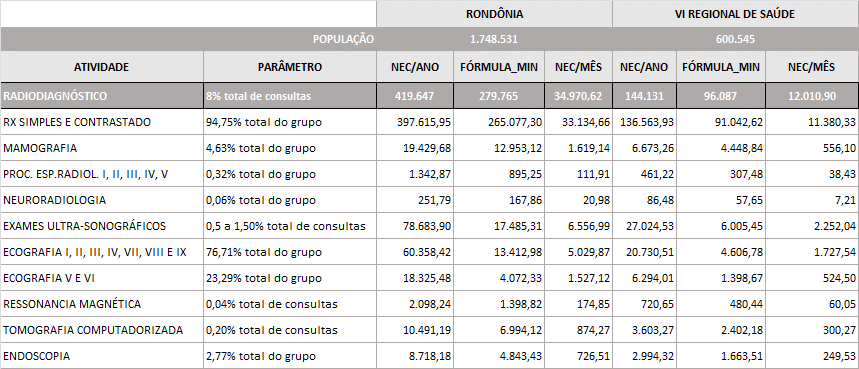 RONDÔNIA VI REGIONAL DE SAÚDE
POPULAÇÃO 1.748.531 600.545
ATIVIDADE PARÂMETRO NEC/ANO FÓRMULA_MIN NEC/MÊS NEC/ANO FÓRMULA_MIN NEC/MÊS
RADIODIAGNÓSTICO 8% total de consultas 419.647 279.765 34.970,62 144.131 96.087 12.010,90
RX SIMPLES E CONTRASTADO 94,75% total do grupo 397.615,95 265.077,30 33.134,66 136.563,93 91.042,62 11.380,33
MAMOGRAFIA 4,63% total do grupo 19.429,68 12.953,12 1.619,14 6.673,26 4.448,84 556,10
PROC. ESP.RADIOL. I, II, III, IV, V 0,32% total do grupo 1.342,87 895,25 111,91 461,22 307,48 38,43
NEURORADIOLOGIA 0,06% total do grupo 251,79 167,86 20,98 86,48 57,65 7,21
EXAMES ULTRA-SONOGRÁFICOS 0,5 a 1,50% total de consultas 78.683,90 17.485,31 6.556,99 27.024,53 6.005,45 2.252,04
ECOGRAFIA I, II, III, IV, VII, VIII E IX 76,71% total do grupo 60.358,42 13.412,98 5.029,87 20.730,51 4.606,78 1.727,54
ECOGRAFIA V E VI 23,29% total do grupo 18.325,48 4.072,33 1.527,12 6.294,01 1.398,67 524,50
RESSONANCIA MAGNÉTICA 0,04% total de consultas 2.098,24 1.398,82 174,85 720,65 480,44 60,05
TOMOGRAFIA COMPUTADORIZADA 0,20% total de consultas 10.491,19 6.994,12 874,27 3.603,27 2.402,18 300,27
ENDOSCOPIA 2,77% total do grupo 8.718,18 4.843,43 726,51 2.994,32 1.663,51 249,53